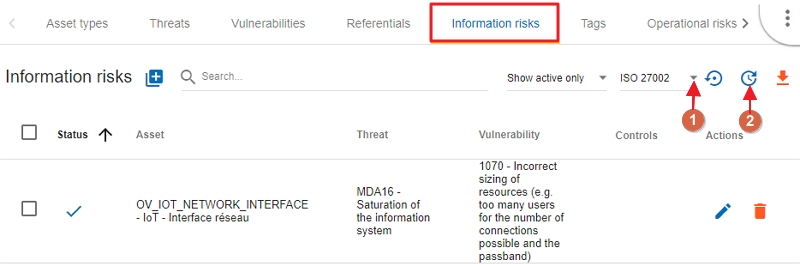 Asset types Threats Vulnerabilities Referentials Information risks Tags Operational risks
Information risks Search... Show active only ISO 27002
1 2
Status Asset Threat Vulnerability Controls Actions
OV_IOT_NETWORK_INTERFACE
- IoT - Interface réseau
MDA16 -
Saturation of
the information
system
1070 - Incorrect
sizing of
resources (e.g.
too many users
for the number of
connections
possible and the
passband)